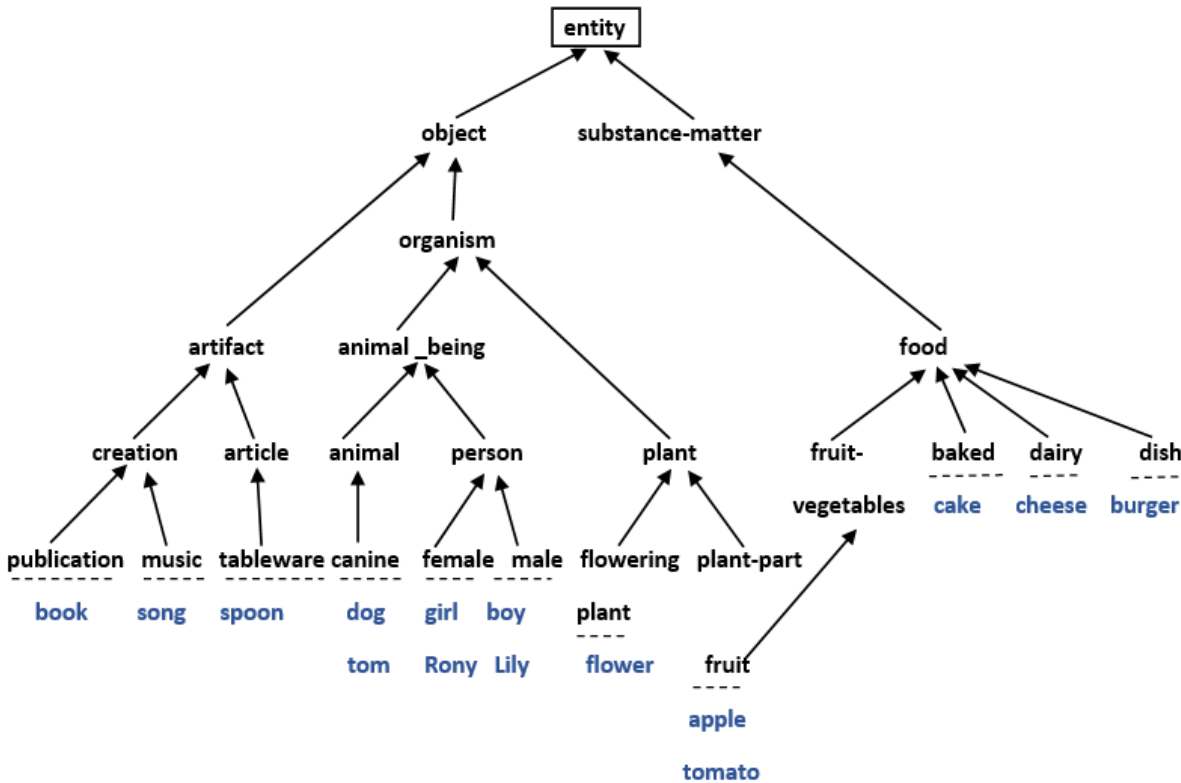 entity
object substance-matter
organism
artifact animal _being food
creation article animal person plant fruit- baked dairy dish
vegetables cake cheese burger
publication music tableware canine female male flowering plant-part
book song spoon dog girl boy plant
tom Rony Lily flower fruit
apple
tomato